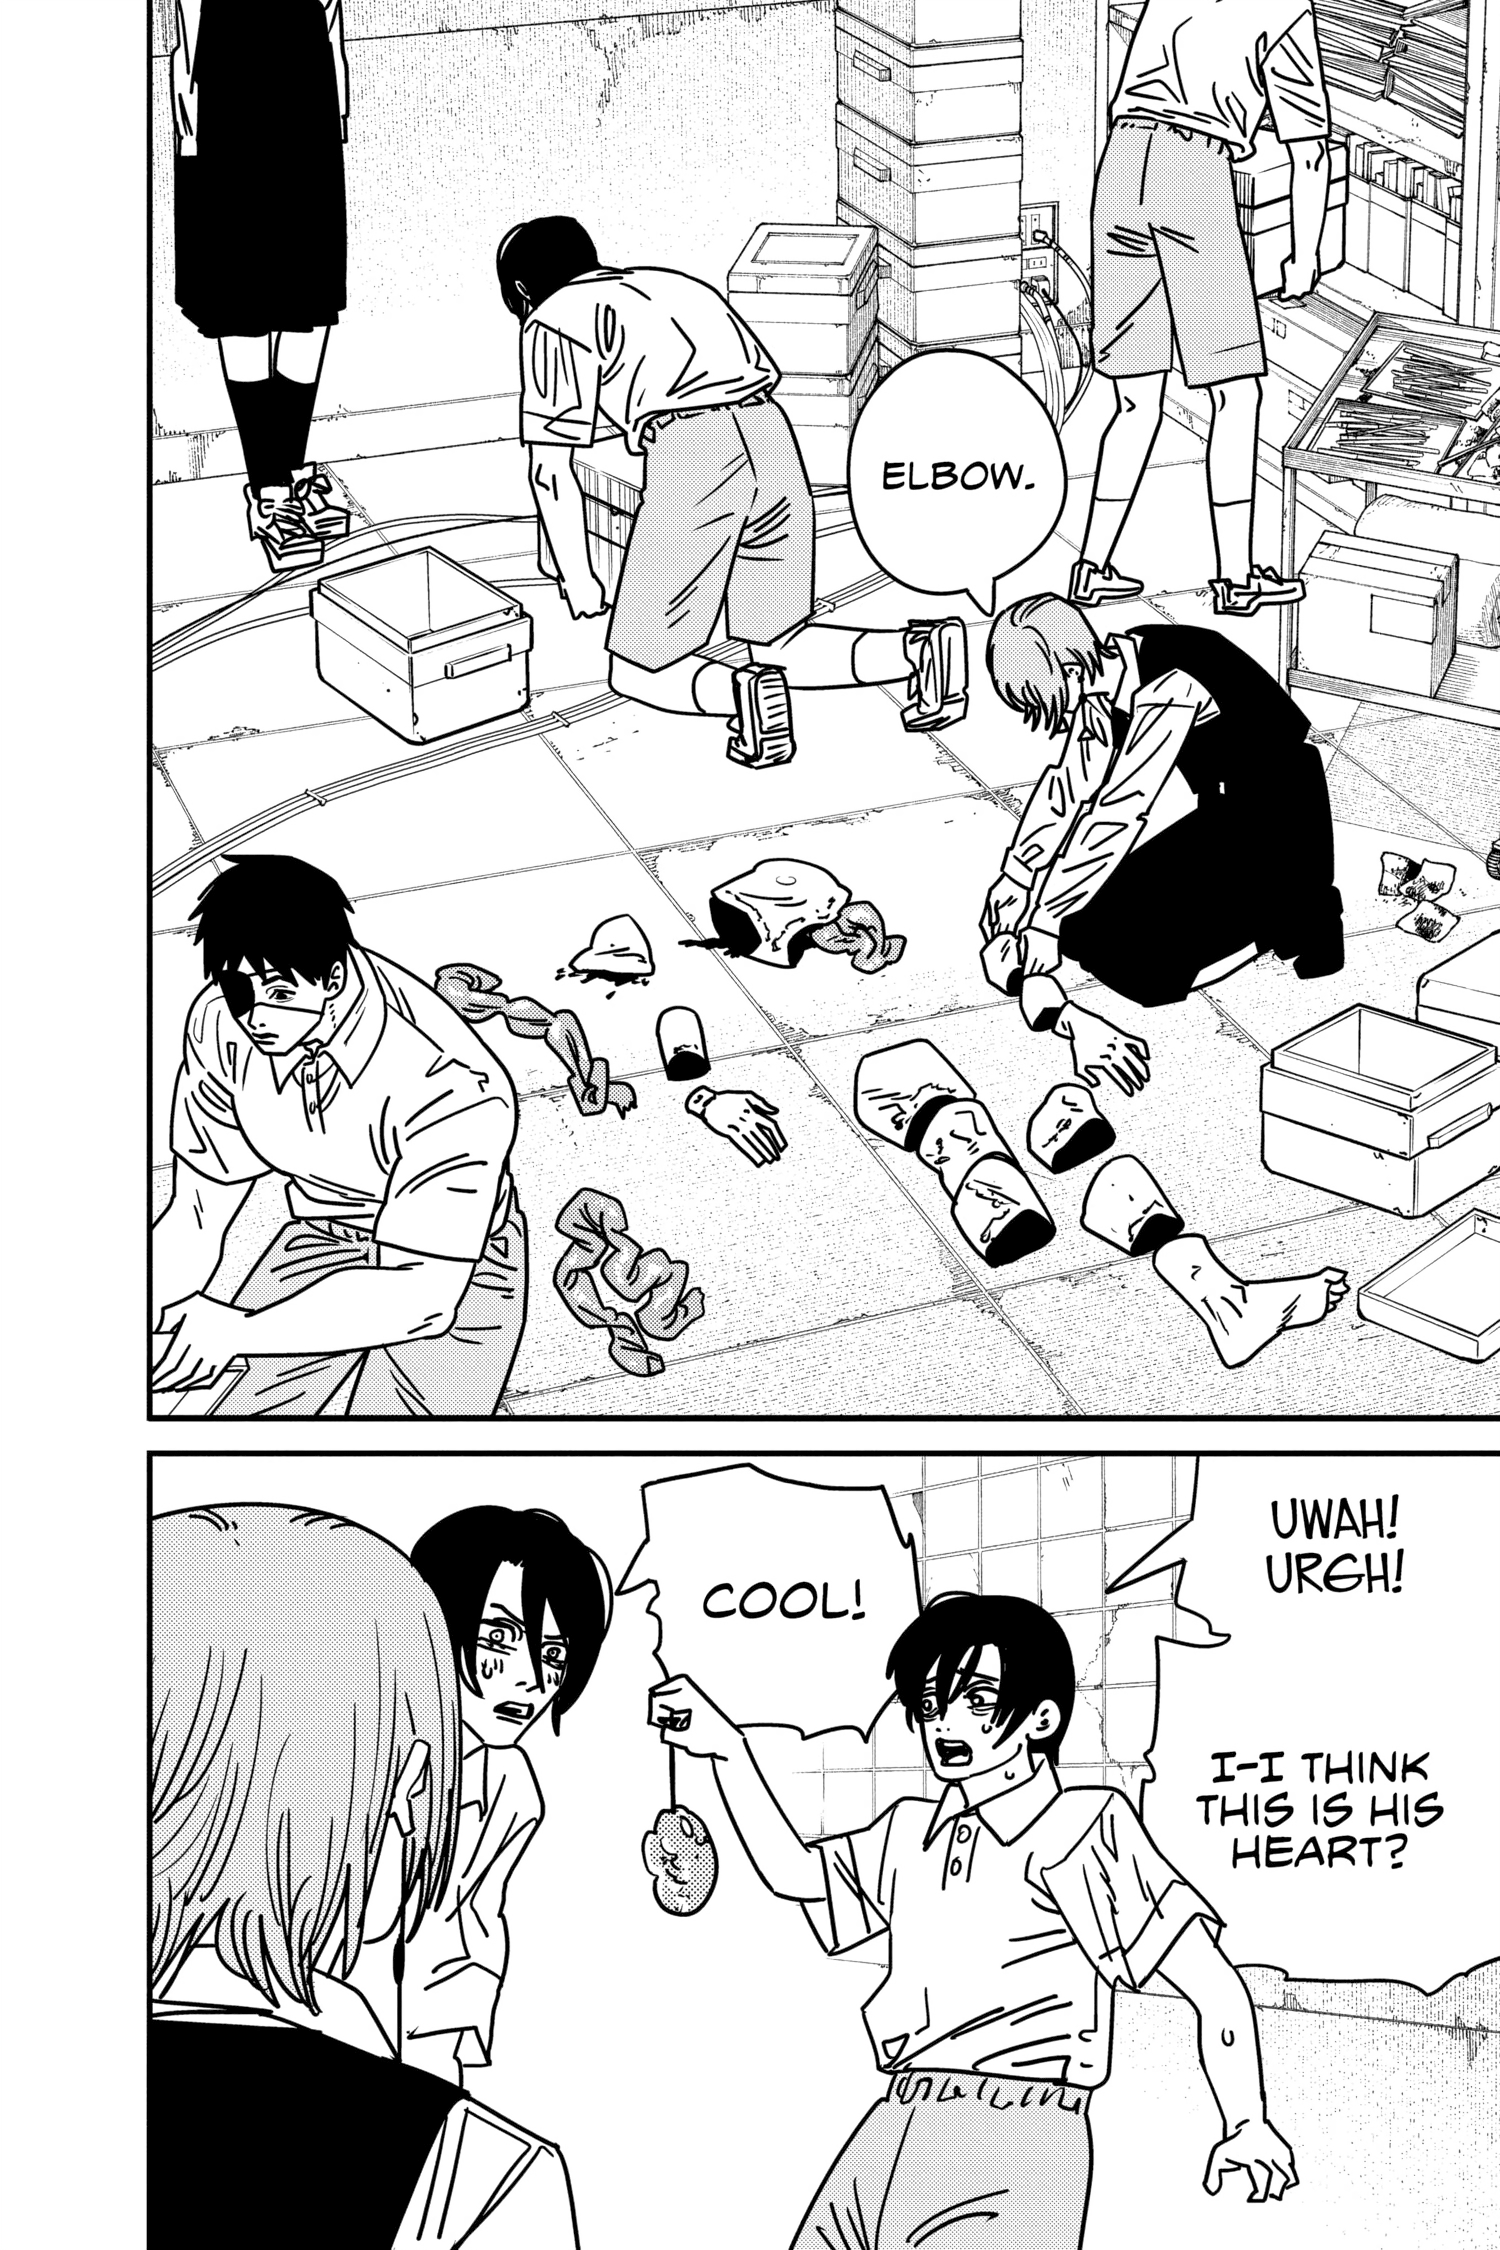 ELBOW.
UWAH!
URGH!
I-I THINK
THIS IS HIS
HEART?
COOL!